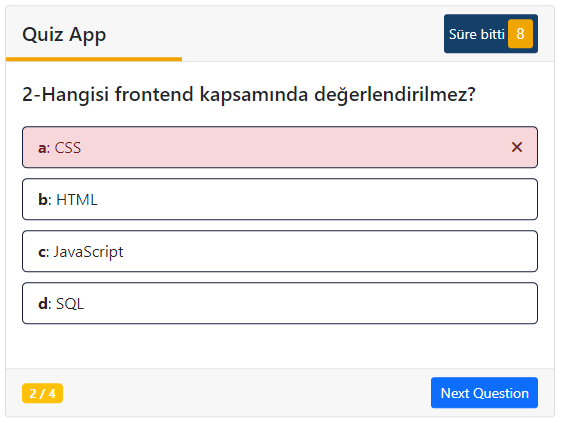 Quiz App
Süre bitti 8
2-Hangisi frontend kapsamında değerlendirilmez?
a: CSS
b: HTML
c: JavaScript
d: SQL
2 / 4
Next Question